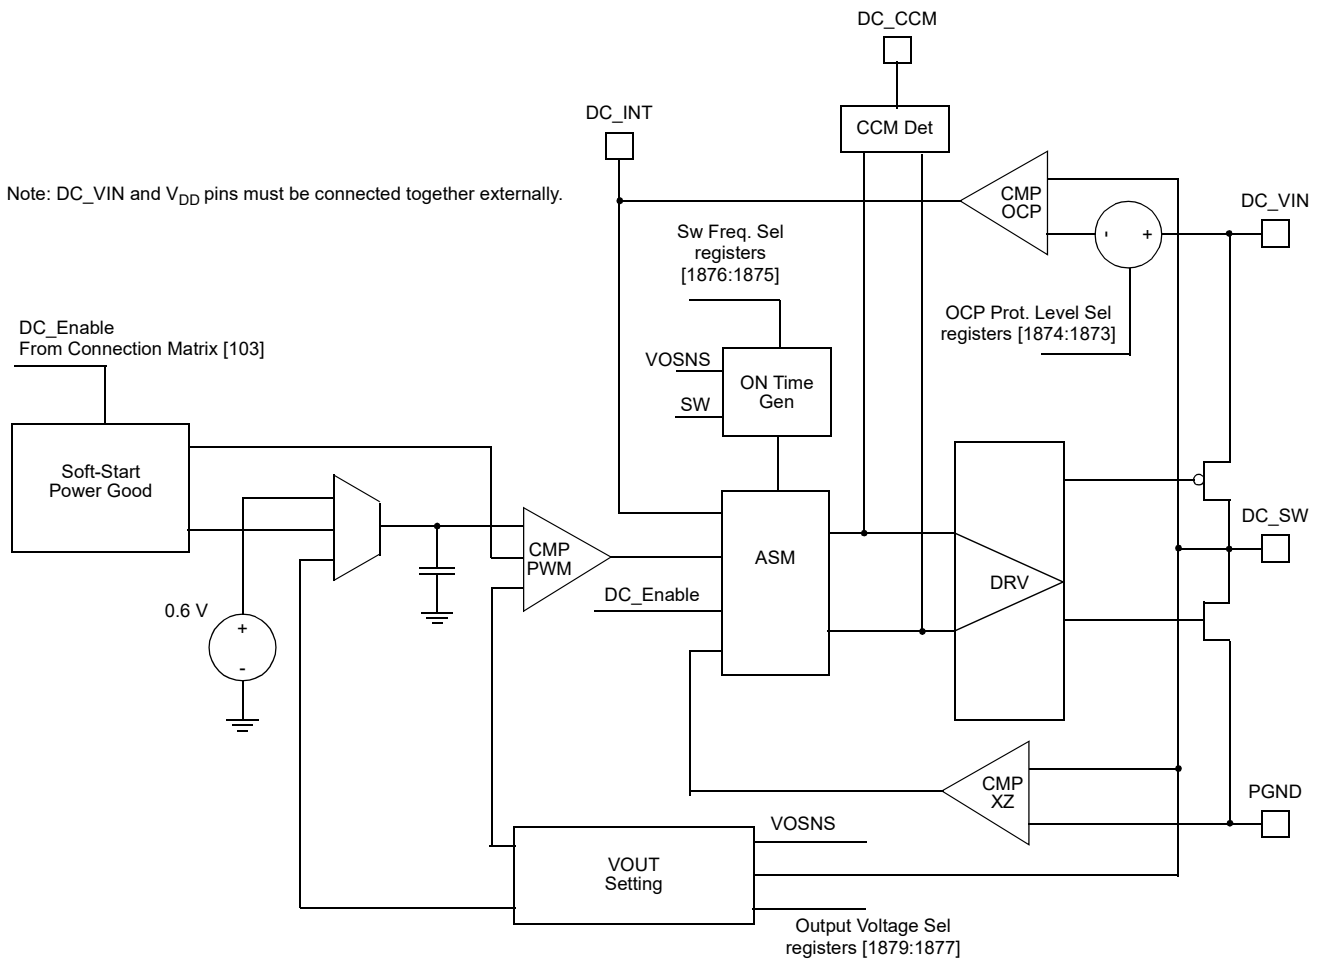 DC_CCM
DC_INT
CCM Det
Note: DC_VIN and VDD pins must be connected together externally.
CMP
OCP
DC_VIN
- +
Sw Freq. Sel
registers
[1876:1875]
OCP Prot. Level Sel
registers [1874:1873]
DC_Enable
From Connection Matrix [103]
VOSNS
SW
ON Time
Gen
Soft-Start
Power Good
DC_SW
CMP
PWM
ASM
DRV
DC_Enable
0.6 V
+
-
CMP
XZ
PGND
VOSNS
VOUT
Setting
Output Voltage Sel
registers [1879:1877]